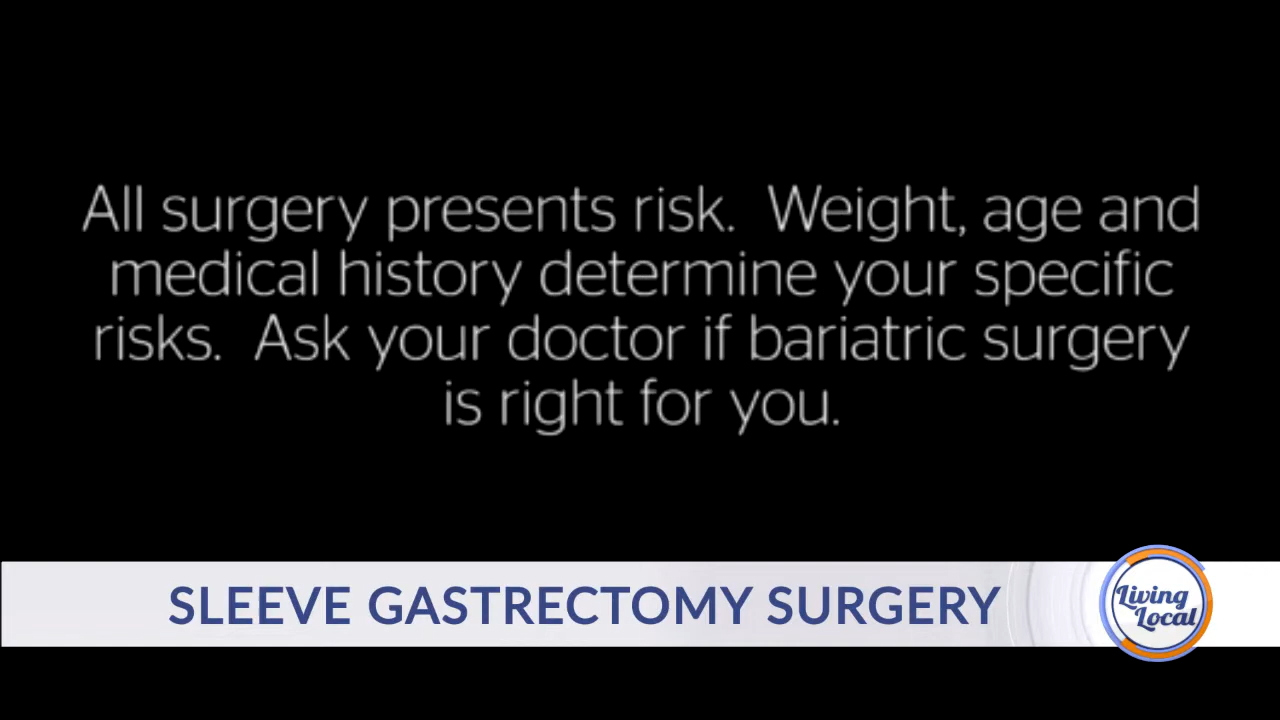 All surgery presents risk.  Weight, age and
medical history determine your specific
risks.  Ask your doctor if bariatric surgery
is right for you.
SLEEVE GASTRECTOMY SURGERY
Living
Local